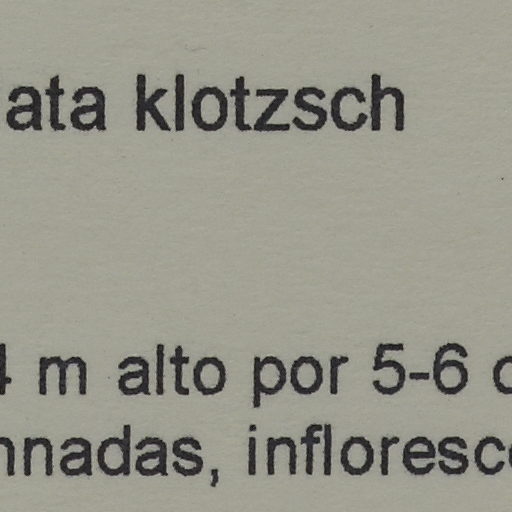 ata klotzsch
4 m alto por 5-6
nnadas, infloresc